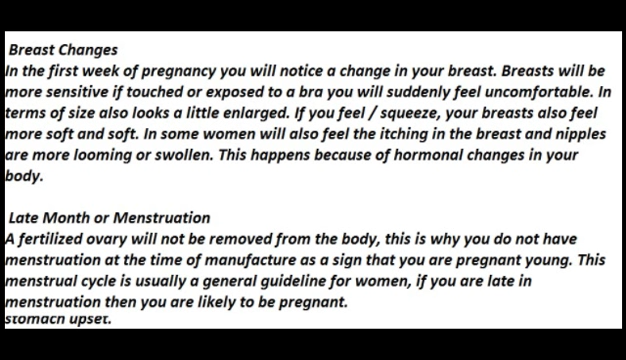 Breast Changes
In the first week of pregnancy you will notice a change in your breast. Breasts will be
more sensitive if touched or exposed to a bra you will suddenly feel uncomfortable. In
terms of size also looks a little enlarged. If you feel / squeeze, your breasts also feel
more soft and soft. In some women will also feel the itching in the breast and nipples
are more looming or swollen. This happens because of hormonal changes in your
body.
Late Month or Menstruation
A fertilized ovary will not be removed from the body, this is why you do not have
menstruation at the time of manufacture as a sign that you are pregnant young. This
menstrual cycle is usually a general guideline for women, if you are late in
menstruation then you are likely to be pregnant.
stomach upset.